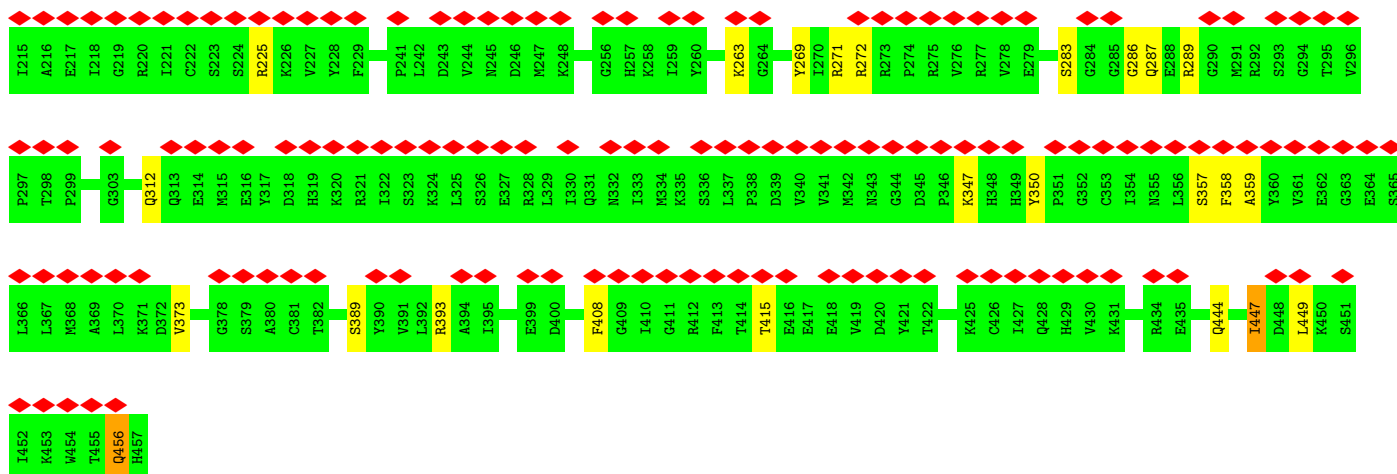 I215 A216 E217 I218 G219 R220 I221 C222 S223 S224 R225 K226 V227 Y228 F229 P241 L242 D243 V244 N245 D246 M247 K248 G256 H257 K258 I259 Y260 K263 G264 Y269 I270 R271 R272 R273 P274 R275 V276 R277 V278 E279 S283 G284 G285 G286 Q287 E288 R289 G290 M291 R292 S293 G294 T295 V296
P297 T298 P299 G303 Q312 Q313 E314 M315 E316 Y317 D318 H319 K320 R321 I322 S323 K324 L325 S326 E327 R328 L329 I330 Q331 N332 I333 M334 K335 S336 L337 P338 D339 V340 V341 M342 N343 G344 D345 P346 K347 H348 H349 Y350 P351 G352 C353 I354 N355 L356 S357 F358 A359 Y360 V361 E362 G363 E364 S365
L366 L367 M368 A369 L370 K371 D372 V373 G378 S379 A380 C381 T382 S389 Y390 V391 L392 R393 A394 I395 E399 D400 F408 G409 I410 G411 R412 F413 T414 T415 E416 E417 E418 V419 D420 Y421 T422 K425 C426 I427 Q428 H429 V430 K431 R434 E435 Q444 I447 D448 L449 K450 S451
I452 K453 W454 T455 Q456 H457